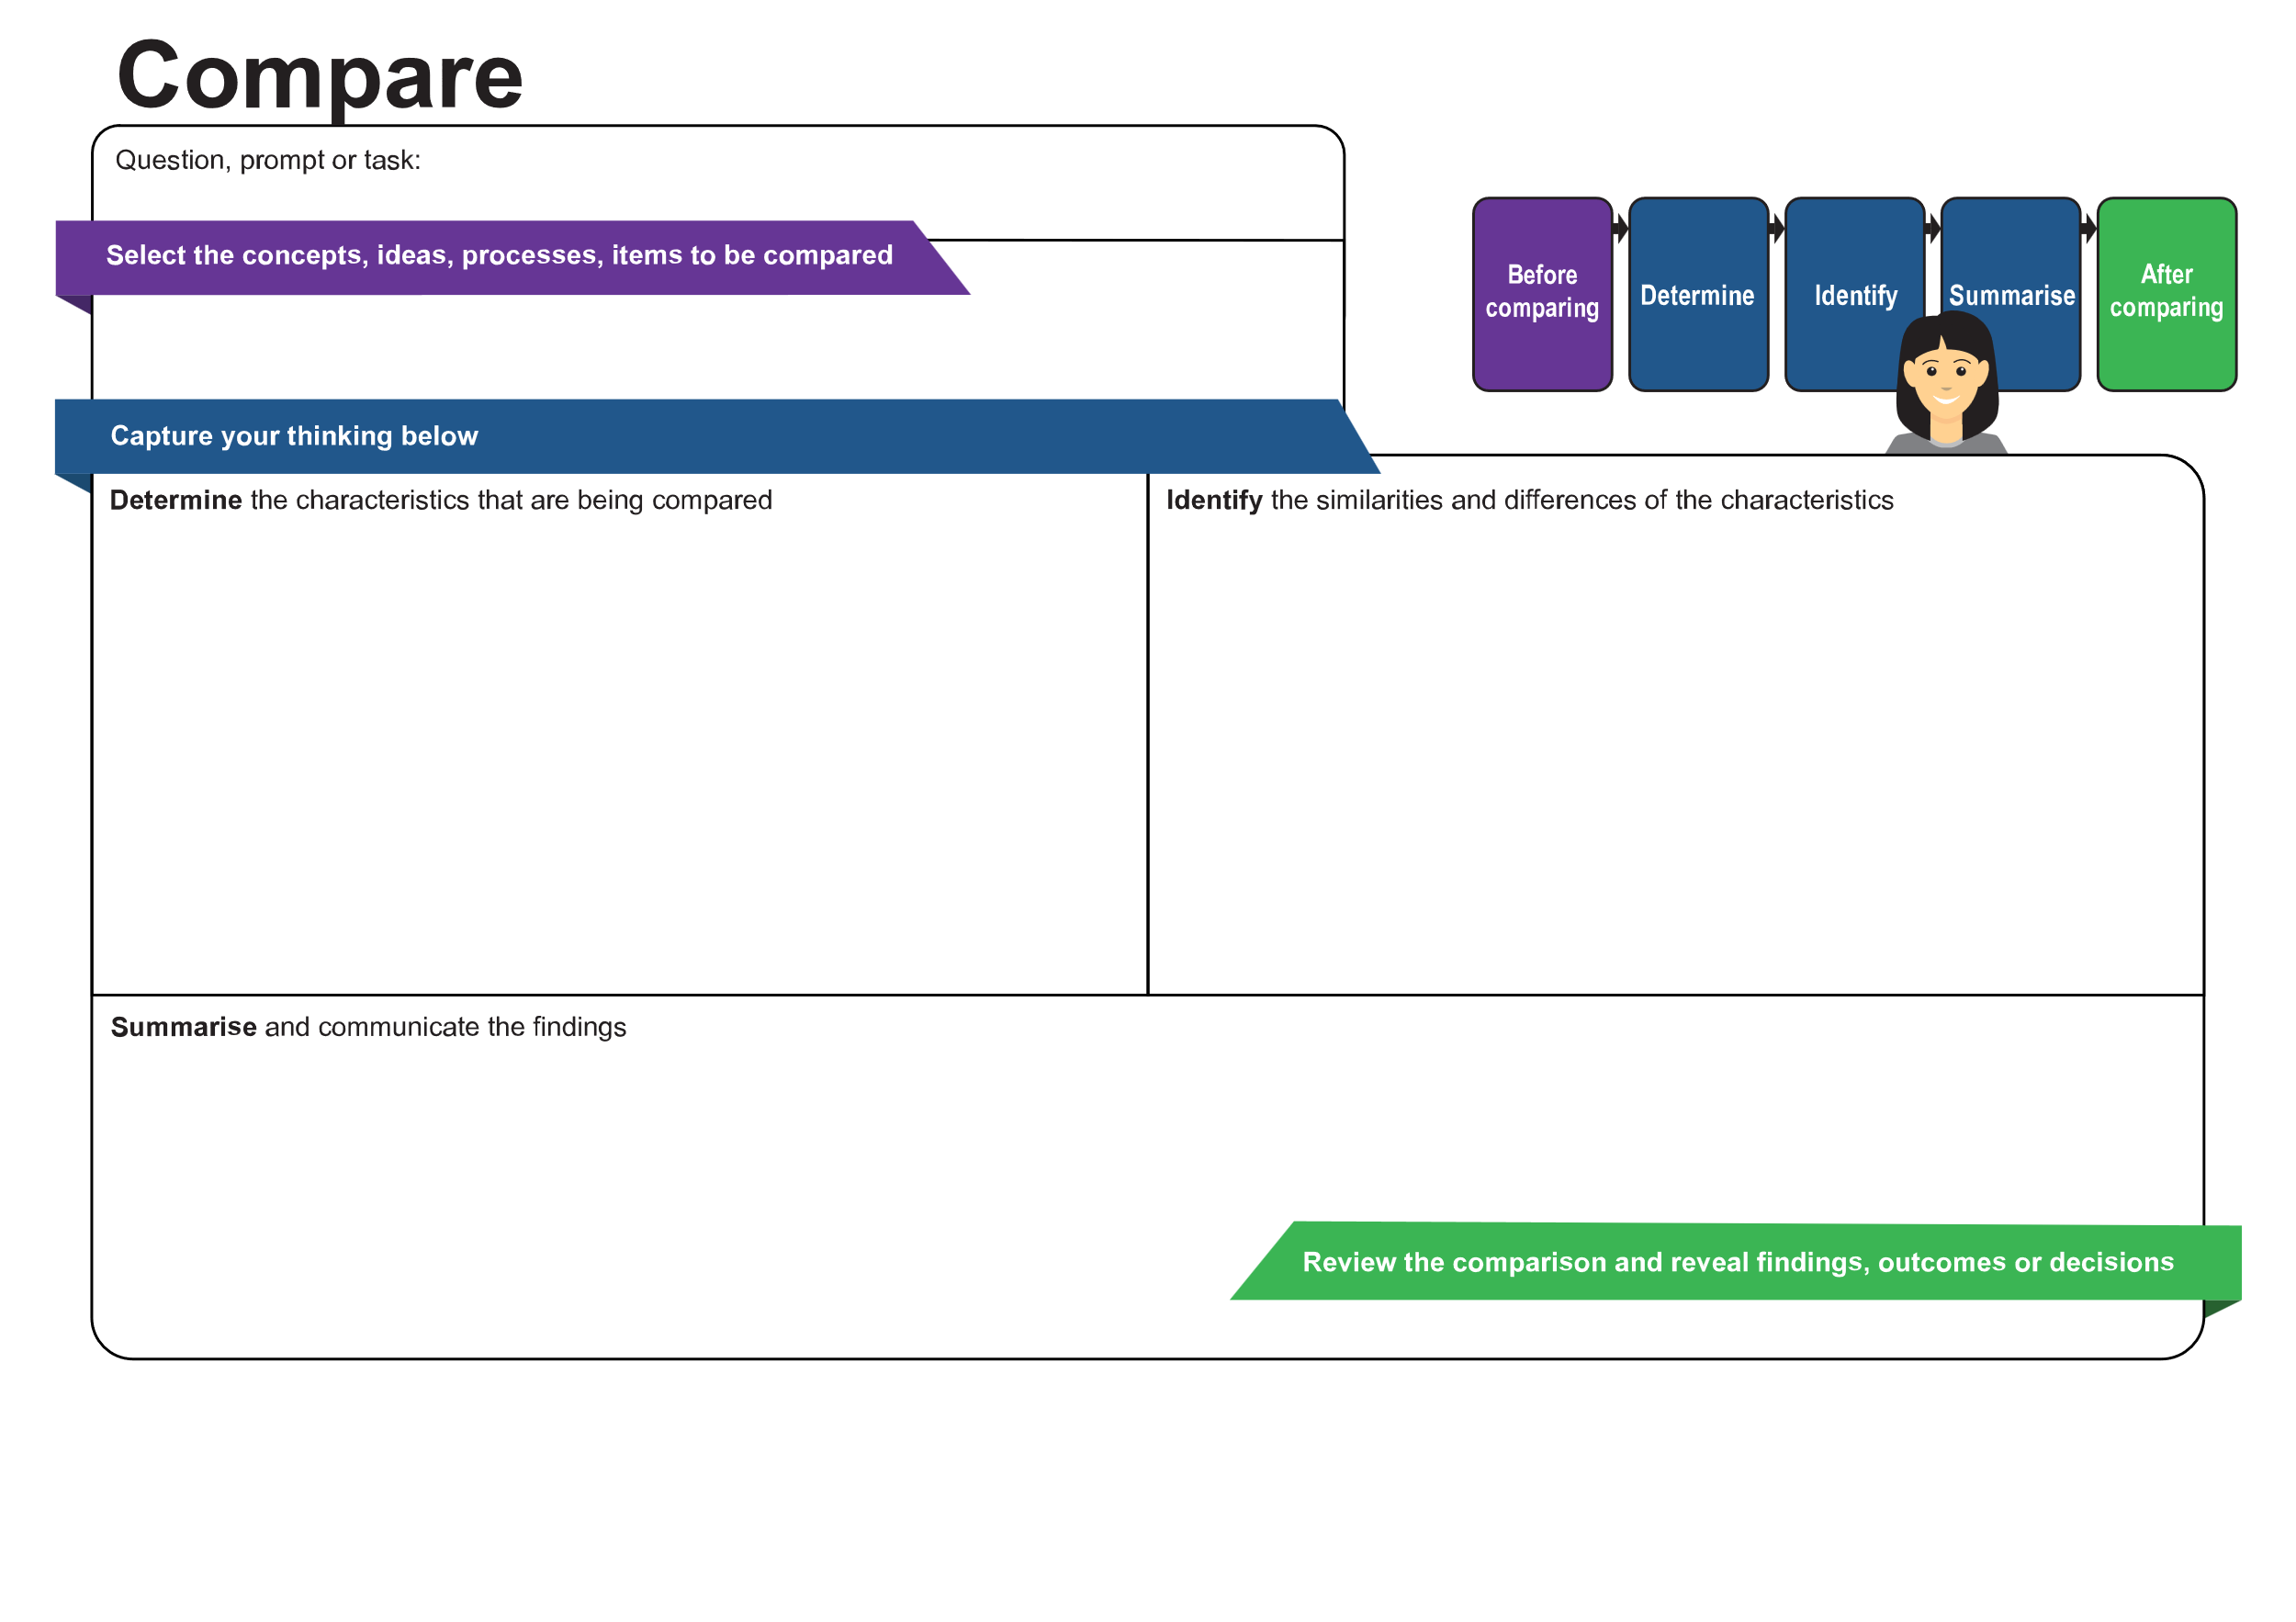 Compare
Question, prompt or task:
Select the concepts, ideas, processes, items to be compared
Before
comparing
Determine
Identify
Summarise
After
comparing
Capture your thinking below
Determine the characteristics that are being compared
Identify the similarities and differences of the characteristics
Summarise and communicate the findings
Review the comparison and reveal findings, outcomes or decisions